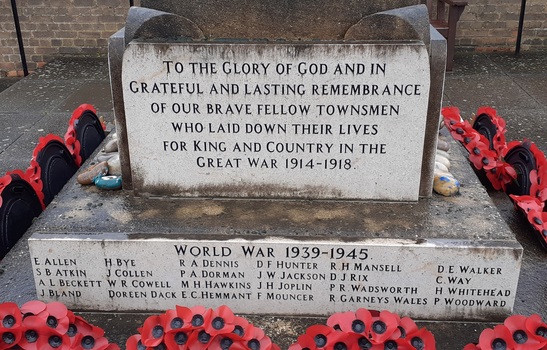 TO THE GLORY OF GOD AND IN
GRATEFUL AND LASTING REMEMBRANCE
OF OUR BRAVE FELLOW TOWNSMEN
WHO LAID DOWN THEIR LIVES
FOR KING AND COUNTRY IN THE
GREAT WAR 1914-1918.
WORLD WAR 1939-1945.
E. ALLEN H. BYE R.A. DENNIS D.F. HUNTER R.H. MANSELL D.E. WALKER
S.B. ATKIN J. COLLEN P.A. DORMAN J.W. JACKSON D.J. RIX C. WAY
A.L. BECKETT W.R. COWELL M.H. HAWKINS J.H. JOPLIN P.R. WADSWORTH H. WHITEHEAD
J. BLAND DOREEN DACK E.C. HEMMANT F. MOUNCER R. GARNEYS WALES P. WOODWARD